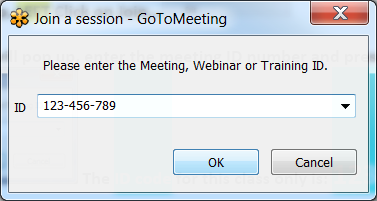 Join a session - GoToMeeting
Please enter the Meeting, Webinar or Training ID.
ID 123-456-789
OK Cancel